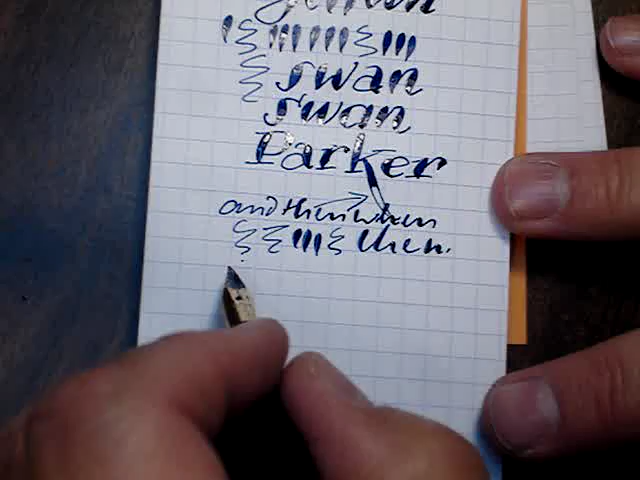 swan
swan
Parker
and then when
then.